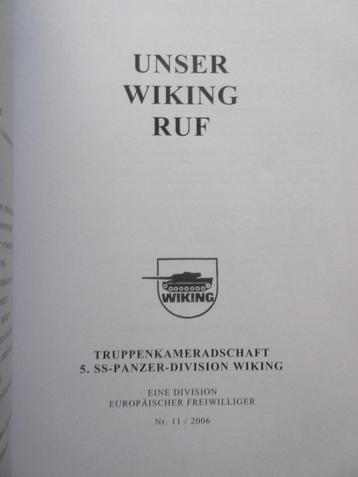 UNSER
WIKING
RUF
WIKING
TRUPPENKAMERADSCHAFT
5. SS-PANZER-DIVISION WIKING
EINE DIVISION
EUROPÄISCHER FREIWILLIGER
Nr. 11 / 2006